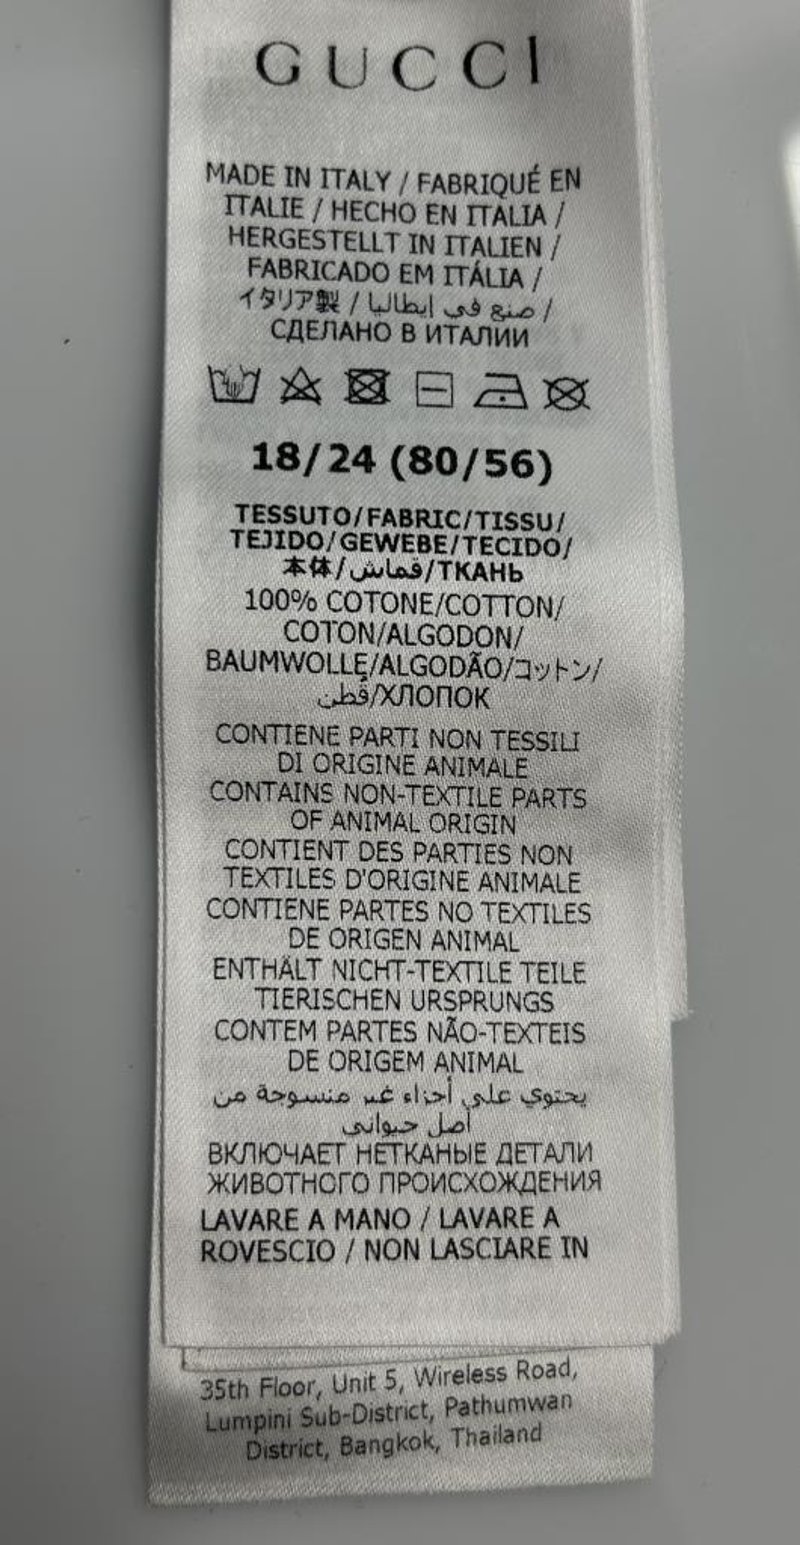 GUCCI
MADE IN ITALY / FABRIQUÉ EN
ITALIE / HECHO EN ITALIA /
HERGESTELLT IN ITALIEN /
FABRICADO EM ITÁLIA /
イタリア製 / صنع في إيطاليا /
СДЕЛАНО В ИТАЛИИ
18/24 (80/56)
TESSUTO/FABRIC/TISSU/
TEJIDO/GEWEBE/TECIDO/
本体/قماش/ТКАНЬ
100% COTONE/COTTON/
COTON/ALGODON/
BAUMWOLLE/ALGODÃO/コットン/
قطن/ХЛОПОК
CONTIENE PARTI NON TESSILI
DI ORIGINE ANIMALE
CONTAINS NON-TEXTILE PARTS
OF ANIMAL ORIGIN
CONTIENT DES PARTIES NON
TEXTILES D'ORIGINE ANIMALE
CONTIENE PARTES NO TEXTILES
DE ORIGEN ANIMAL
ENTHÄLT NICHT-TEXTILE TEILE
TIERISCHEN URSPRUNGS
CONTEM PARTES NÃO-TEXTEIS
DE ORIGEM ANIMAL
يحتوي على أجزاء غير منسوجة من
أصل حيواني
ВКЛЮЧАЕТ НЕТКАНЫЕ ДЕТАЛИ
ЖИВОТНОГО ПРОИСХОЖДЕНИЯ
LAVARE A MANO / LAVARE A
ROVESCIO / NON LASCIARE IN
35th Floor, Unit 5, Wireless Road,
Lumpini Sub-District, Pathumwan
District, Bangkok, Thailand